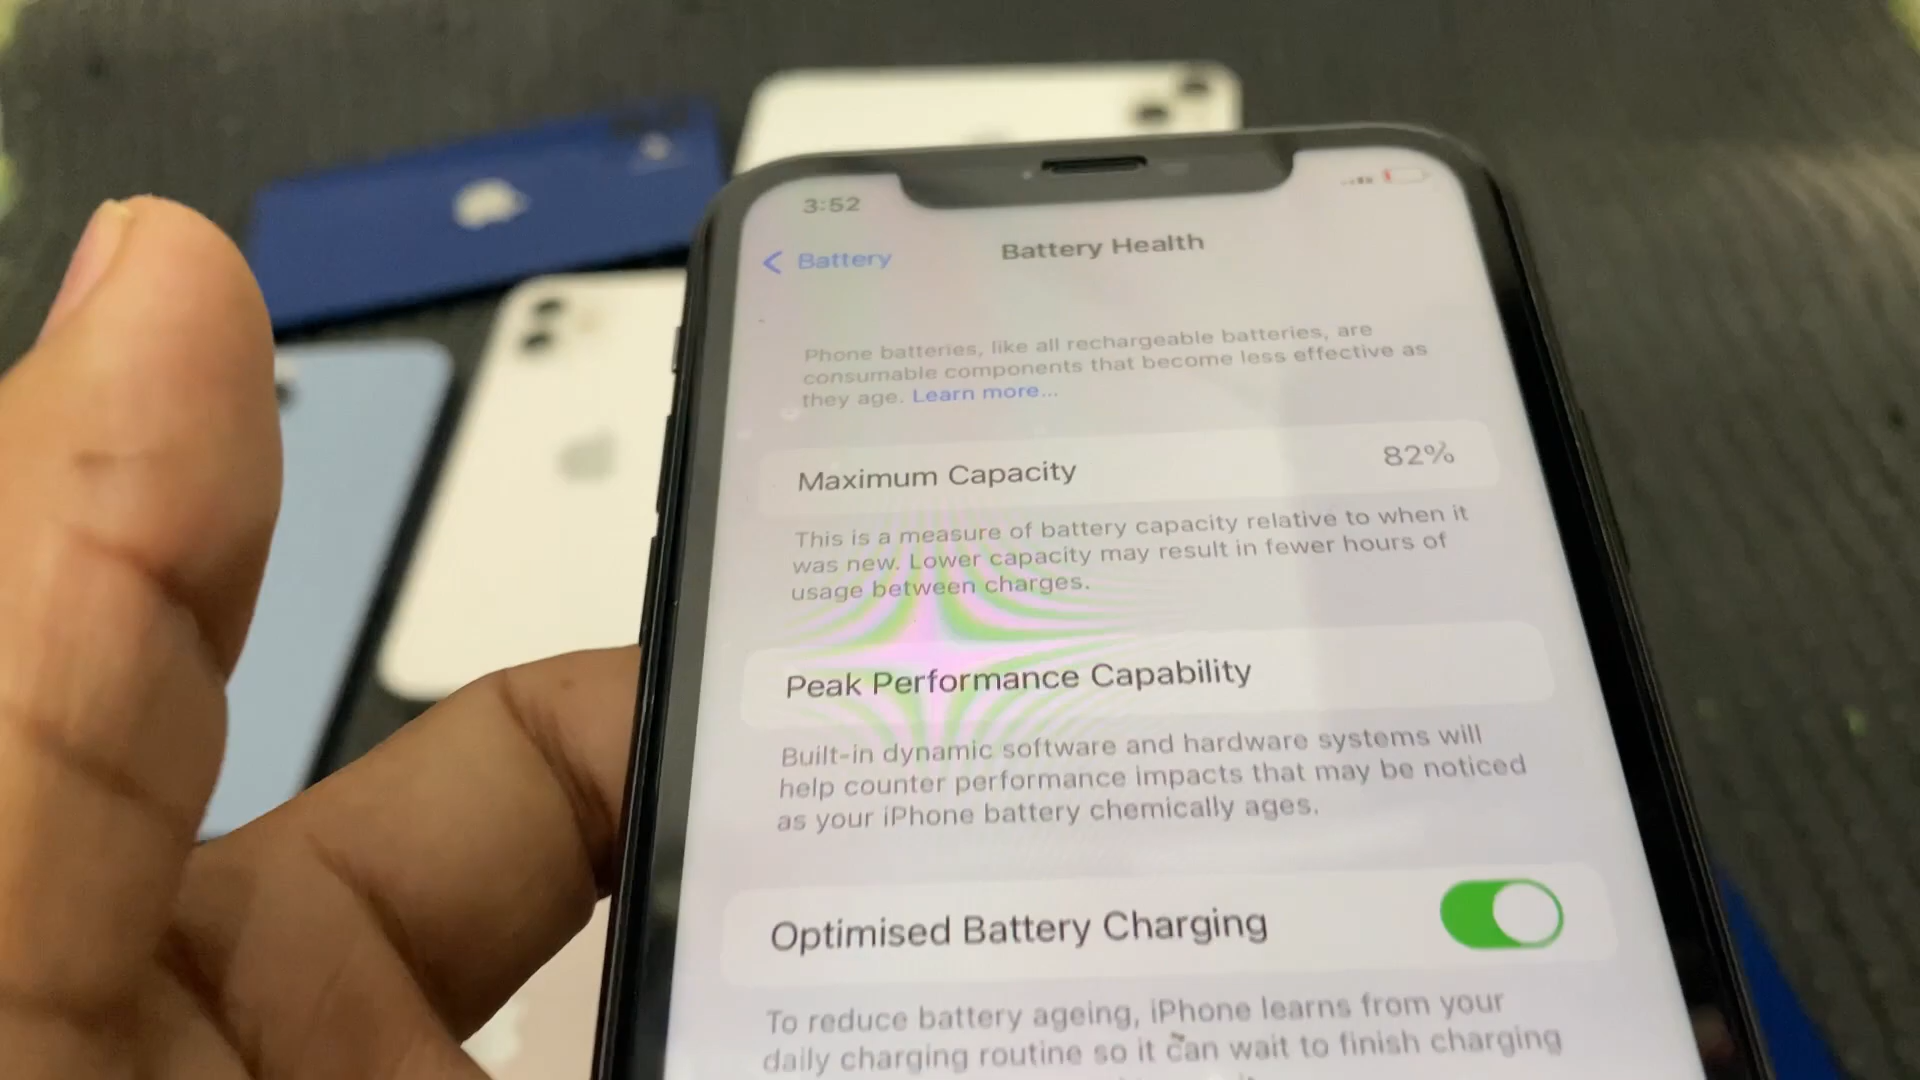 3:52
Battery
Battery Health
Phone batteries, like all rechargeable batteries, are
consumable components that become less effective as
they age. Learn more...
Maximum Capacity 82%
This is a measure of battery capacity relative to when it
was new. Lower capacity may result in fewer hours of
usage between charges.
Peak Performance Capability
Built-in dynamic software and hardware systems will
help counter performance impacts that may be noticed
as your iPhone battery chemically ages.
Optimised Battery Charging
To reduce battery ageing, iPhone learns from your
daily charging routine so it can wait to finish charging